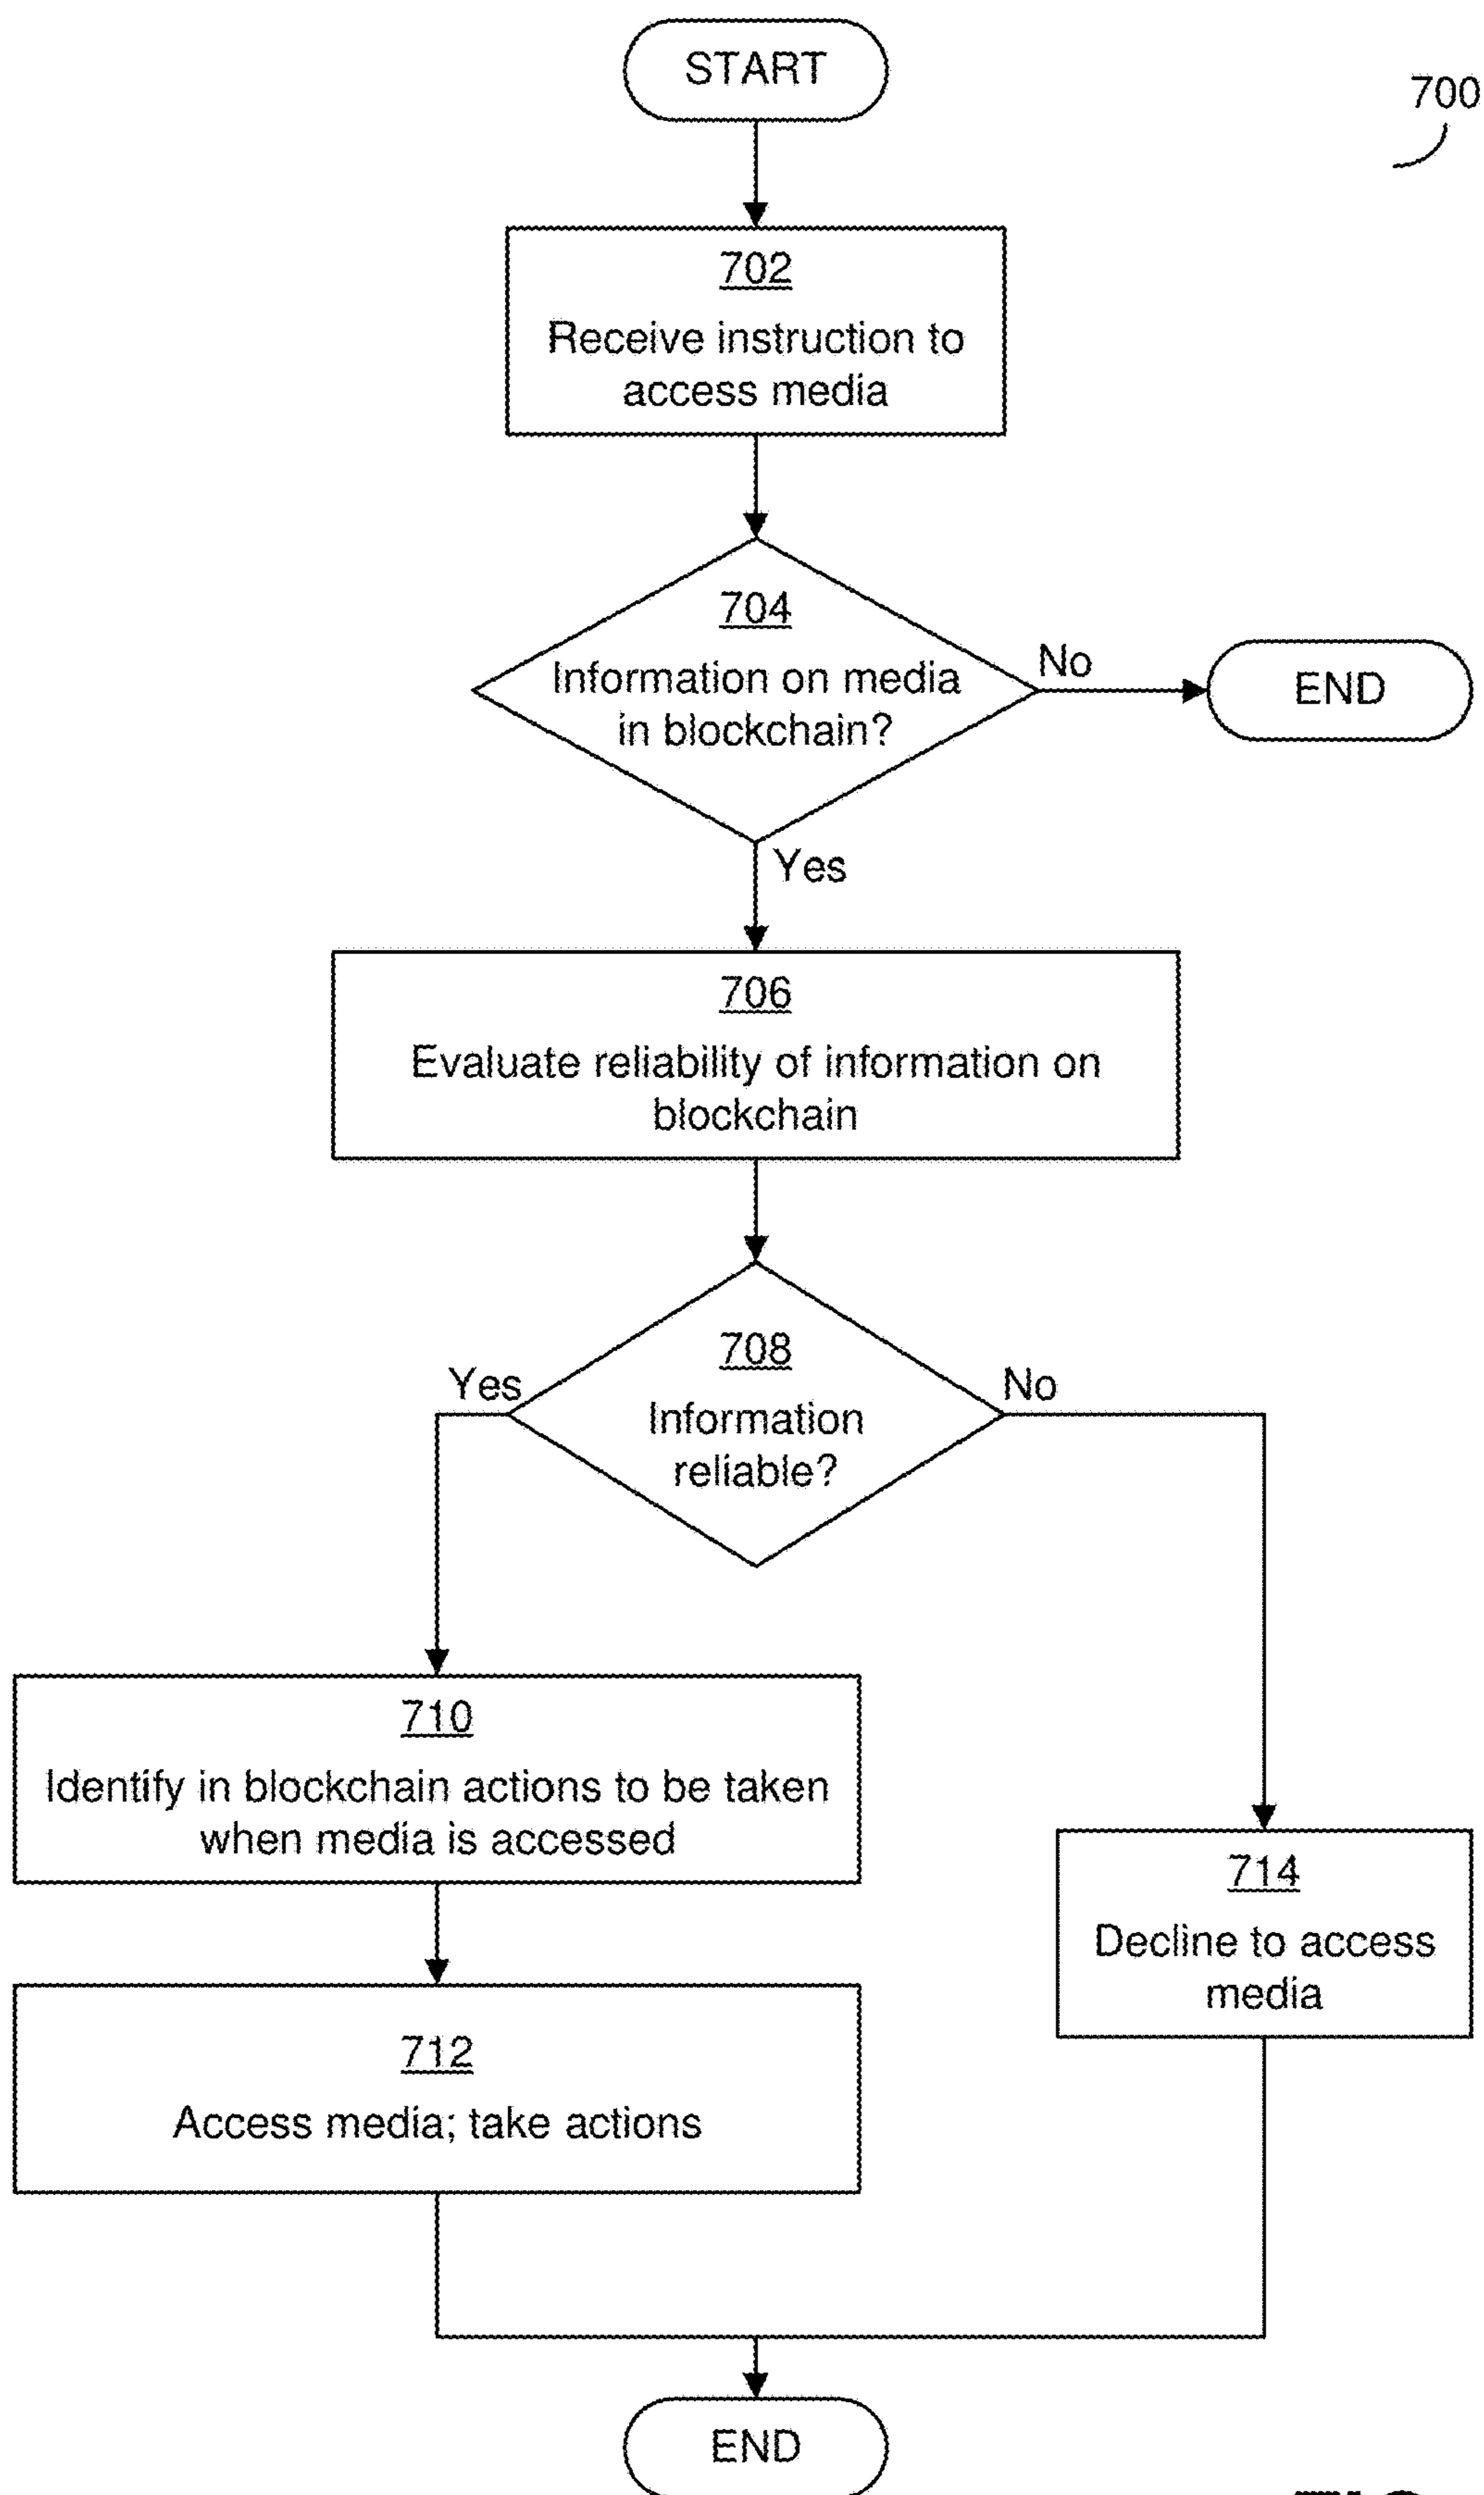 START
700
702
Receive instruction to
access media
704
Information on media
in blockchain?
No
END
Yes
706
Evaluate reliability of information on
blockchain
708
Information
reliable?
Yes
No
710
Identify in blockchain actions to be taken
when media is accessed
714
Decline to access
media
712
Access media; take actions
END